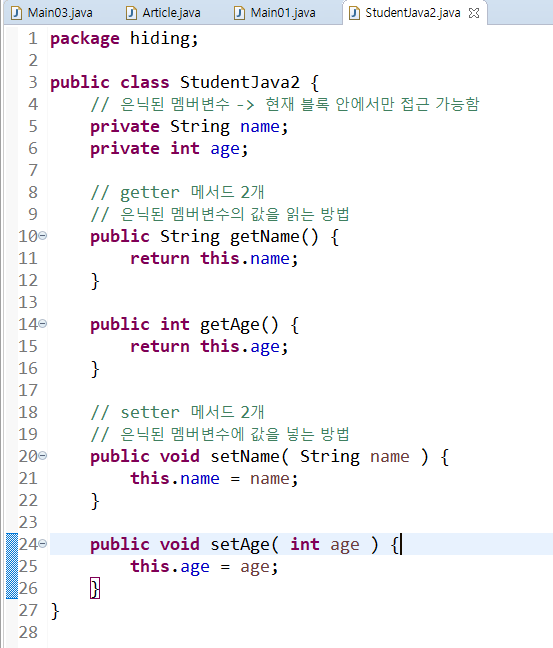 Main03.java Article.java Main01.java StudentJava2.java
1 package hiding;
2
3 public class StudentJava2 {
4 // 은닉된 멤버변수 -> 현재 블록 안에서만 접근 가능함
5 private String name;
6 private int age;
7
8 // getter 메서드 2개
9 // 은닉된 멤버변수의 값을 읽는 방법
10 public String getName() {
11 return this.name;
12 }
13
14 public int getAge() {
15 return this.age;
16 }
17
18 // setter 메서드 2개
19 // 은닉된 멤버변수에 값을 넣는 방법
20 public void setName( String name ) {
21 this.name = name;
22 }
23
24 public void setAge( int age ) {
25 this.age = age;
26 }
27 }
28